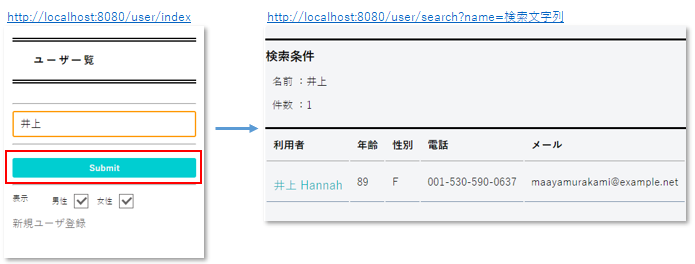 http://localhost:8080/user/index
ユーザ一覧
井上
Submit
表示 男性 女性
新規ユーザ登録
http://localhost:8080/user/search?name=検索文字列
検索条件
名前 ：井上
件数 ：1
利用者 年齢 性別 電話 メール
井上 Hannah 89 F 001-530-590-0637 maayamurakami@example.net